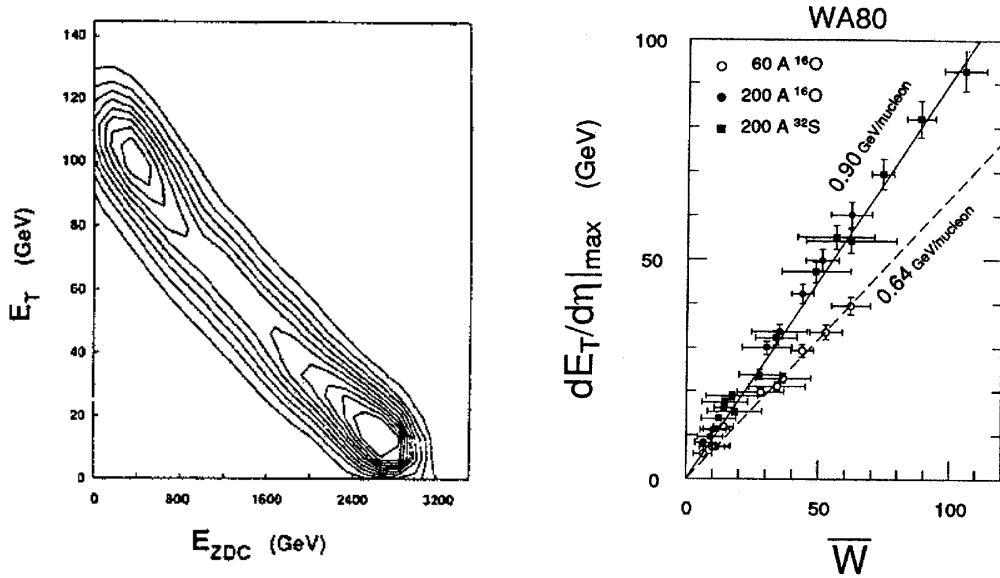 140
120
100
80
60
40
20
0
E_T (GeV)
0 800 1600 2400 3200
E_ZDC (GeV)
WA80
100
50
0
dE_T/dη|max (GeV)
60 A ¹⁶O
200 A ¹⁶O
200 A ³²S
0.90 GeV/nucleon
0.64 GeV/nucleon
0 50 100
W̅